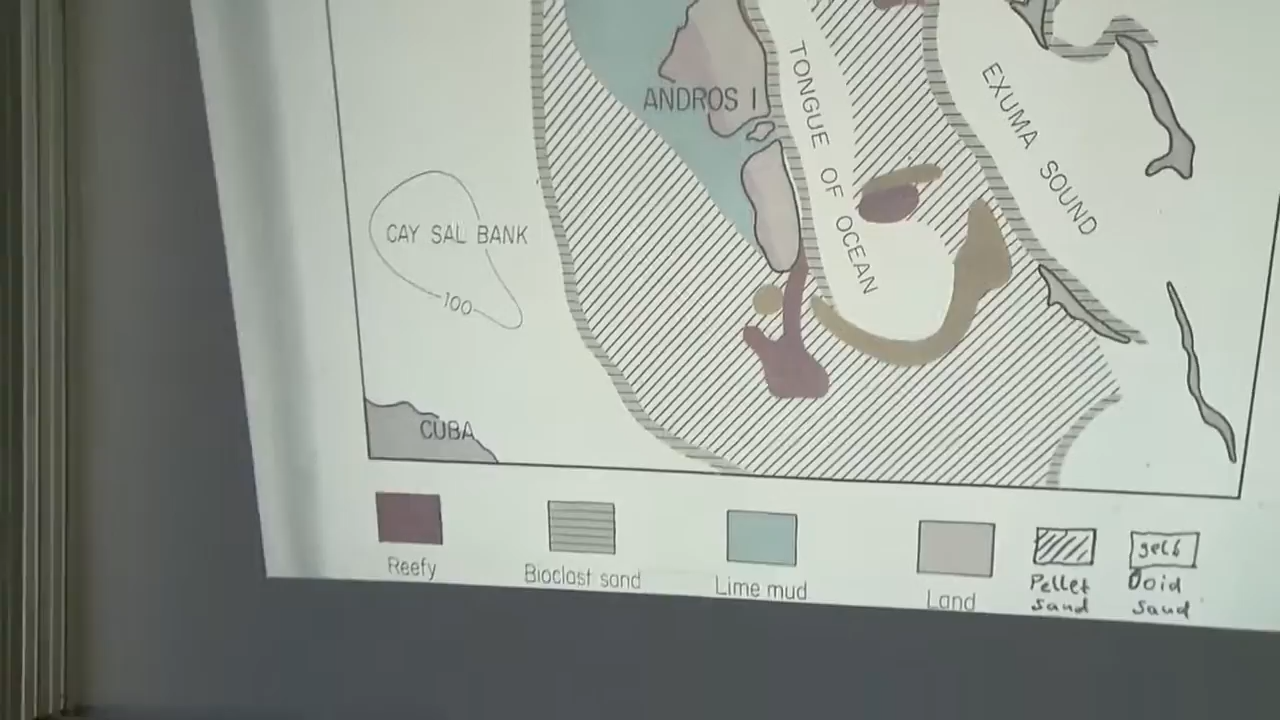 ANDROS I
TONGUE OF OCEAN
EXUMA SOUND
CAY SAL BANK
100
CUBA
Reefy
Bioclast sand
Lime mud
Land
Pellet
sand
gelb
Ooid
sand